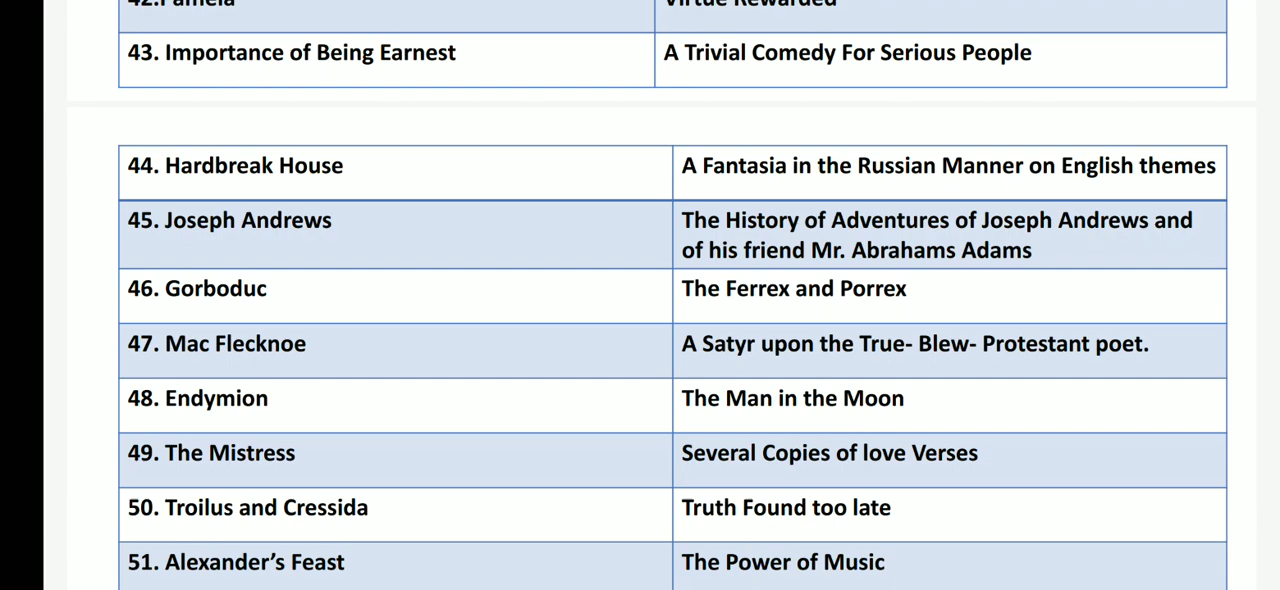 42.Pamela
Virtue Rewarded
43. Importance of Being Earnest
A Trivial Comedy For Serious People
44. Hardbreak House
A Fantasia in the Russian Manner on English themes
45. Joseph Andrews
The History of Adventures of Joseph Andrews and
of his friend Mr. Abrahams Adams
46. Gorboduc
The Ferrex and Porrex
47. Mac Flecknoe
A Satyr upon the True- Blew- Protestant poet.
48. Endymion
The Man in the Moon
49. The Mistress
Several Copies of love Verses
50. Troilus and Cressida
Truth Found too late
51. Alexander’s Feast
The Power of Music